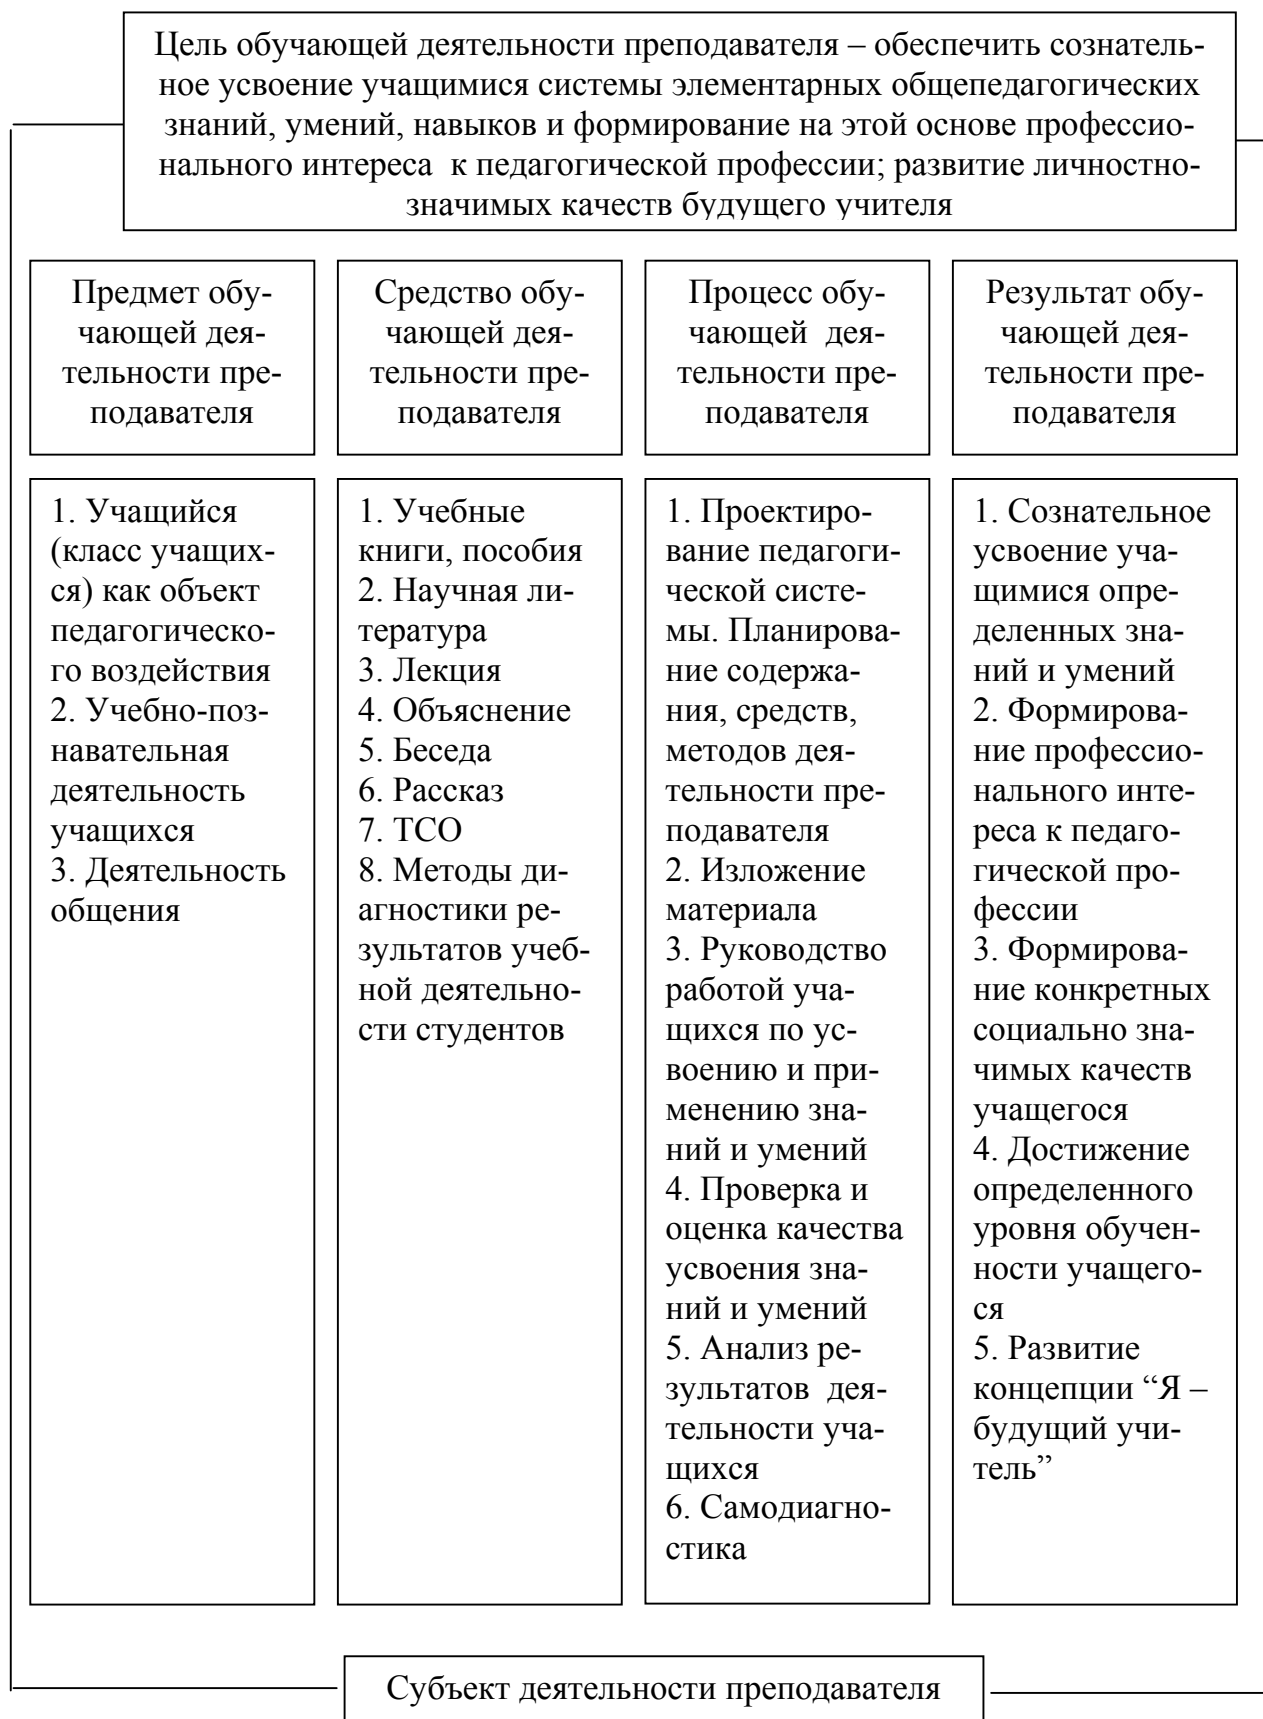 Цель обучающей деятельности преподавателя – обеспечить сознатель-
ное усвоение учащимися системы элементарных общепедагогических
знаний, умений, навыков и формирование на этой основе профессио-
нального интереса  к педагогической профессии; развитие личностно-
значимых качеств будущего учителя
Предмет обу-
чающей дея-
тельности пре-
подавателя
Средство обу-
чающей дея-
тельности пре-
подавателя
Процесс обу-
чающей  дея-
тельности пре-
подавателя
Результат обу-
чающей дея-
тельности пре-
подавателя
1. Учащийся
(класс учащих-
ся) как объект
педагогическо-
го воздействия
2. Учебно-поз-
навательная
деятельность
учащихся
3. Деятельность
общения
1. Учебные
книги, пособия
2. Научная ли-
тература
3. Лекция
4. Объяснение
5. Беседа
6. Рассказ
7. ТСО
8. Методы ди-
агностики ре-
зультатов учеб-
ной деятельно-
сти студентов
1. Проектиро-
вание педагоги-
ческой систе-
мы. Планирова-
ние содержа-
ния, средств,
методов дея-
тельности пре-
подавателя
2. Изложение
материала
3. Руководство
работой уча-
щихся по ус-
воению и при-
менению зна-
ний и умений
4. Проверка и
оценка качества
усвоения зна-
ний и умений
5. Анализ ре-
зультатов  дея-
тельности уча-
щихся
6. Самодиагно-
стика
1. Сознательное
усвоение уча-
щимися опре-
деленных зна-
ний и умений
2. Формирова-
ние профессио-
нального инте-
реса к педаго-
гической про-
фессии
3. Формирова-
ние конкретных
социально зна-
чимых качеств
учащегося
4. Достижение
определенного
уровня обучен-
ности учащего-
ся
5. Развитие
концепции “Я –
будущий учи-
тель”
Субъект деятельности преподавателя